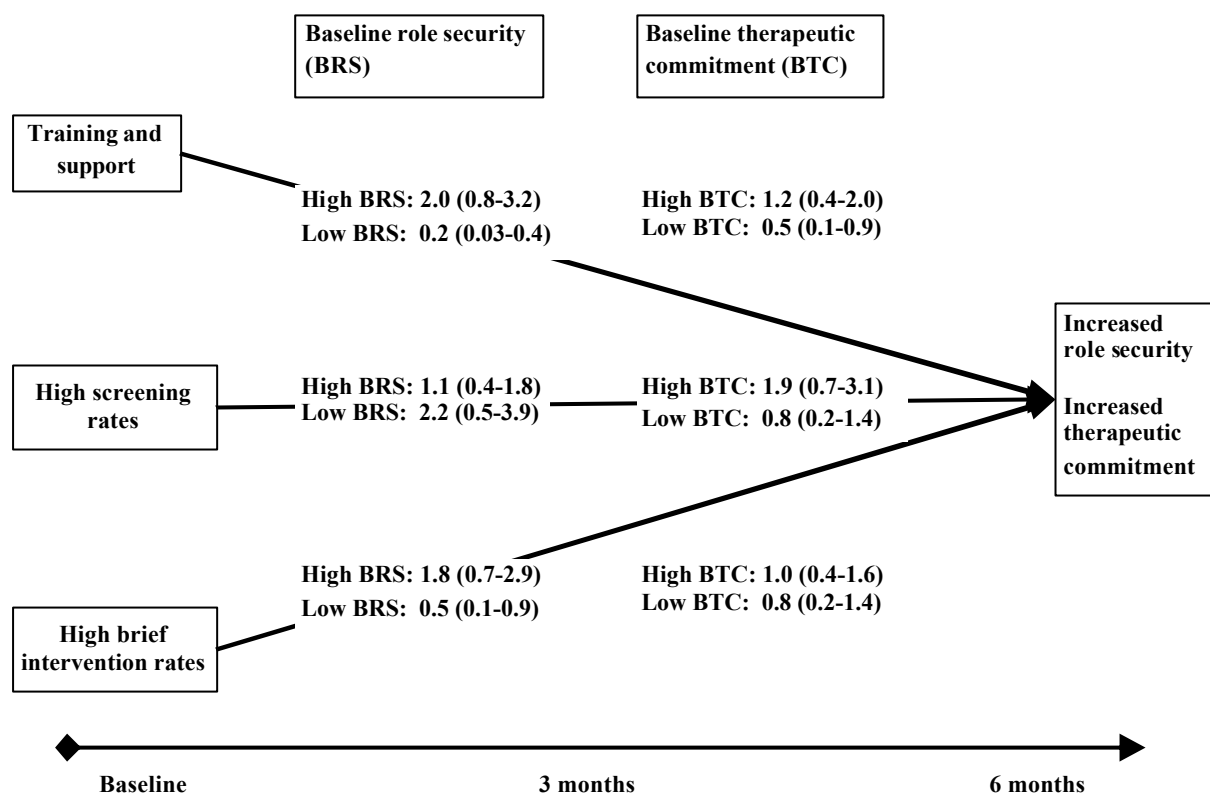 Baseline role security
(BRS)
Baseline therapeutic
commitment (BTC)
Training and
support
High BRS: 2.0 (0.8-3.2)
Low BRS: 0.2 (0.03-0.4)
High BTC: 1.2 (0.4-2.0)
Low BTC: 0.5 (0.1-0.9)
High screening
rates
High BRS: 1.1 (0.4-1.8)
Low BRS: 2.2 (0.5-3.9)
High BTC: 1.9 (0.7-3.1)
Low BTC: 0.8 (0.2-1.4)
Increased
role security
Increased
therapeutic
commitment
High brief
intervention rates
High BRS: 1.8 (0.7-2.9)
Low BRS: 0.5 (0.1-0.9)
High BTC: 1.0 (0.4-1.6)
Low BTC: 0.8 (0.2-1.4)
Baseline
3 months
6 months